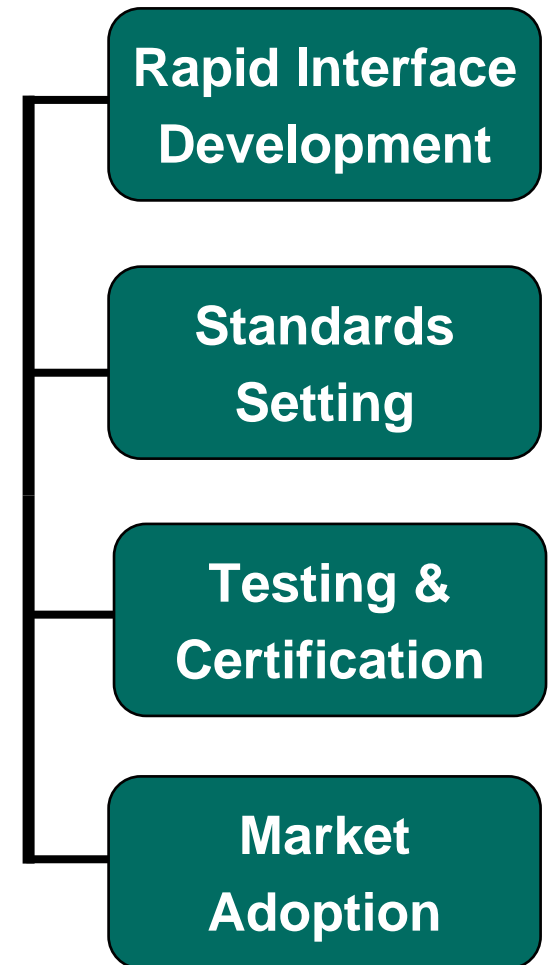 Rapid Interface
Development
Standards
Setting
Testing &
Certification
Market
Adoption